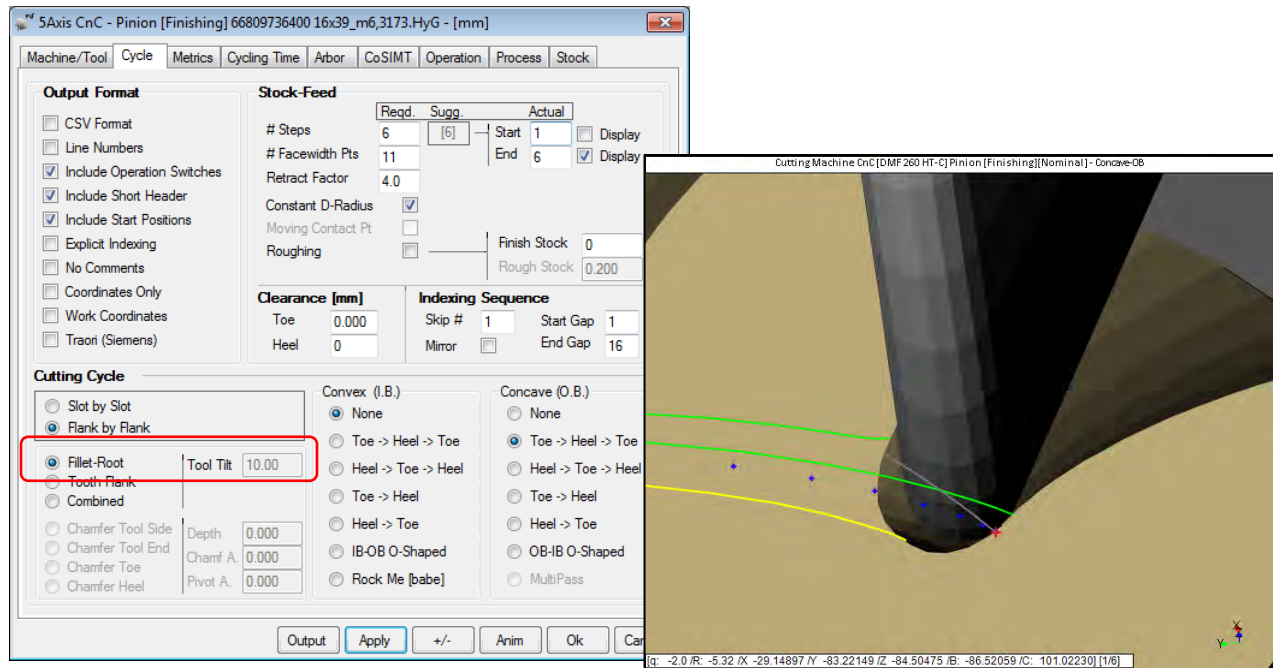 5Axis CnC - Pinion [Finishing] 66809736400 16x39_m6,3173.HyG - [mm]
Machine/Tool Cycle Metrics Cycling Time Arbor CoSIMT Operation Process Stock
Output Format
CSV Format
Line Numbers
Include Operation Switches
Include Short Header
Include Start Positions
Explicit Indexing
No Comments
Coordinates Only
Work Coordinates
Traori (Siemens)
Stock-Feed
Reqd. Sugg. Actual
# Steps 6 [6] Start 1 Display
# Facewidth Pts 11 End 6 Display
Retract Factor 4.0
Constant D-Radius
Moving Contact Pt
Roughing
Finish Stock 0
Rough Stock 0.200
Clearance [mm]
Toe 0.000
Heel 0
Indexing Sequence
Skip # 1 Start Gap 1
Mirror End Gap 16
Cutting Cycle
Slot by Slot
Flank by Flank
Fillet-Root Tool Tilt 10.00
Tooth Flank
Combined
Chamfer Tool Side
Chamfer Tool End
Chamfer Toe
Chamfer Heel
Depth 0.000
Chamf A. 0.000
Pivot A. 0.000
Convex (I.B.)
None
Toe -> Heel -> Toe
Heel -> Toe -> Heel
Toe -> Heel
Heel -> Toe
IB-OB O-Shaped
Rock Me [babe]
Concave (O.B.)
None
Toe -> Heel -> Toe
Heel -> Toe -> Heel
Toe -> Heel
Heel -> Toe
OB-IB O-Shaped
MultiPass
Output Apply +/- Anim Ok Can
Cutting Machine CnC [DMF 260 HT-C] Pinion [Finishing][Nominal] - Concave-OB
X
Y
[q: -2.0 /R: -5.32 /X -29.14897 /Y -83.22149 /Z -84.50475 /B: -86.52059 /C: 101.02230] [1/6]